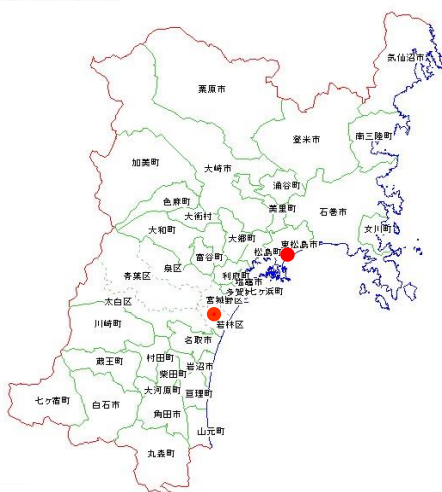 気仙沼市
栗原市
登米市
南三陸町
加美町
大崎市
涌谷町
色麻町
美里町
石巻市
大衡村
女川町
大和町
大郷町
東松島市
富谷町
松島町
泉区
青葉区
利府町
塩竈市
多賀城
七ヶ浜町
太白区
宮城野区
川崎町
若林区
名取市
蔵王町
村田町
岩沼市
柴田町
大河原町
亘理町
七ヶ宿町
白石市
角田市
山元町
丸森町